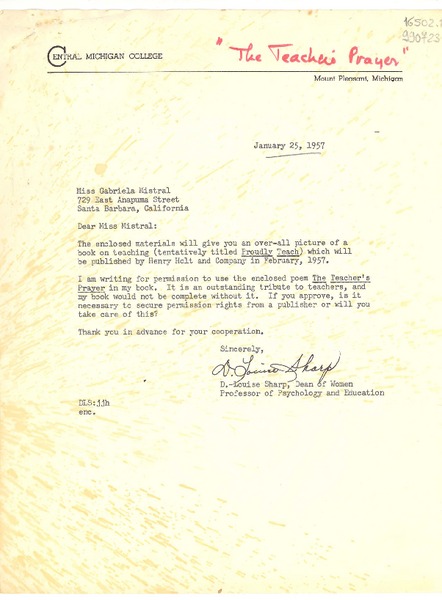 CENTRAL MICHIGAN COLLEGE
"The Teacher's Prayer"
Mount Pleasant, Michigan
January 25, 1957
Miss Gabriela Mistral
729 East Anapuma Street
Santa Barbara, California
Dear Miss Mistral:
The enclosed materials will give you an over-all picture of a
book on teaching (tentatively titled Proudly Teach) which will
be published by Henry Holt and Company in February, 1957.
I am writing for permission to use the enclosed poem The Teacher's
Prayer in my book. It is an outstanding tribute to teachers, and
my book would not be complete without it. If you approve, is it
necessary to secure permission rights from a publisher or will you
take care of this?
Thank you in advance for your cooperation.
Sincerely,
D. Louise Sharp
D.-Louise Sharp, Dean of Women
Professor of Psychology and Education
DLS:jjh
enc.